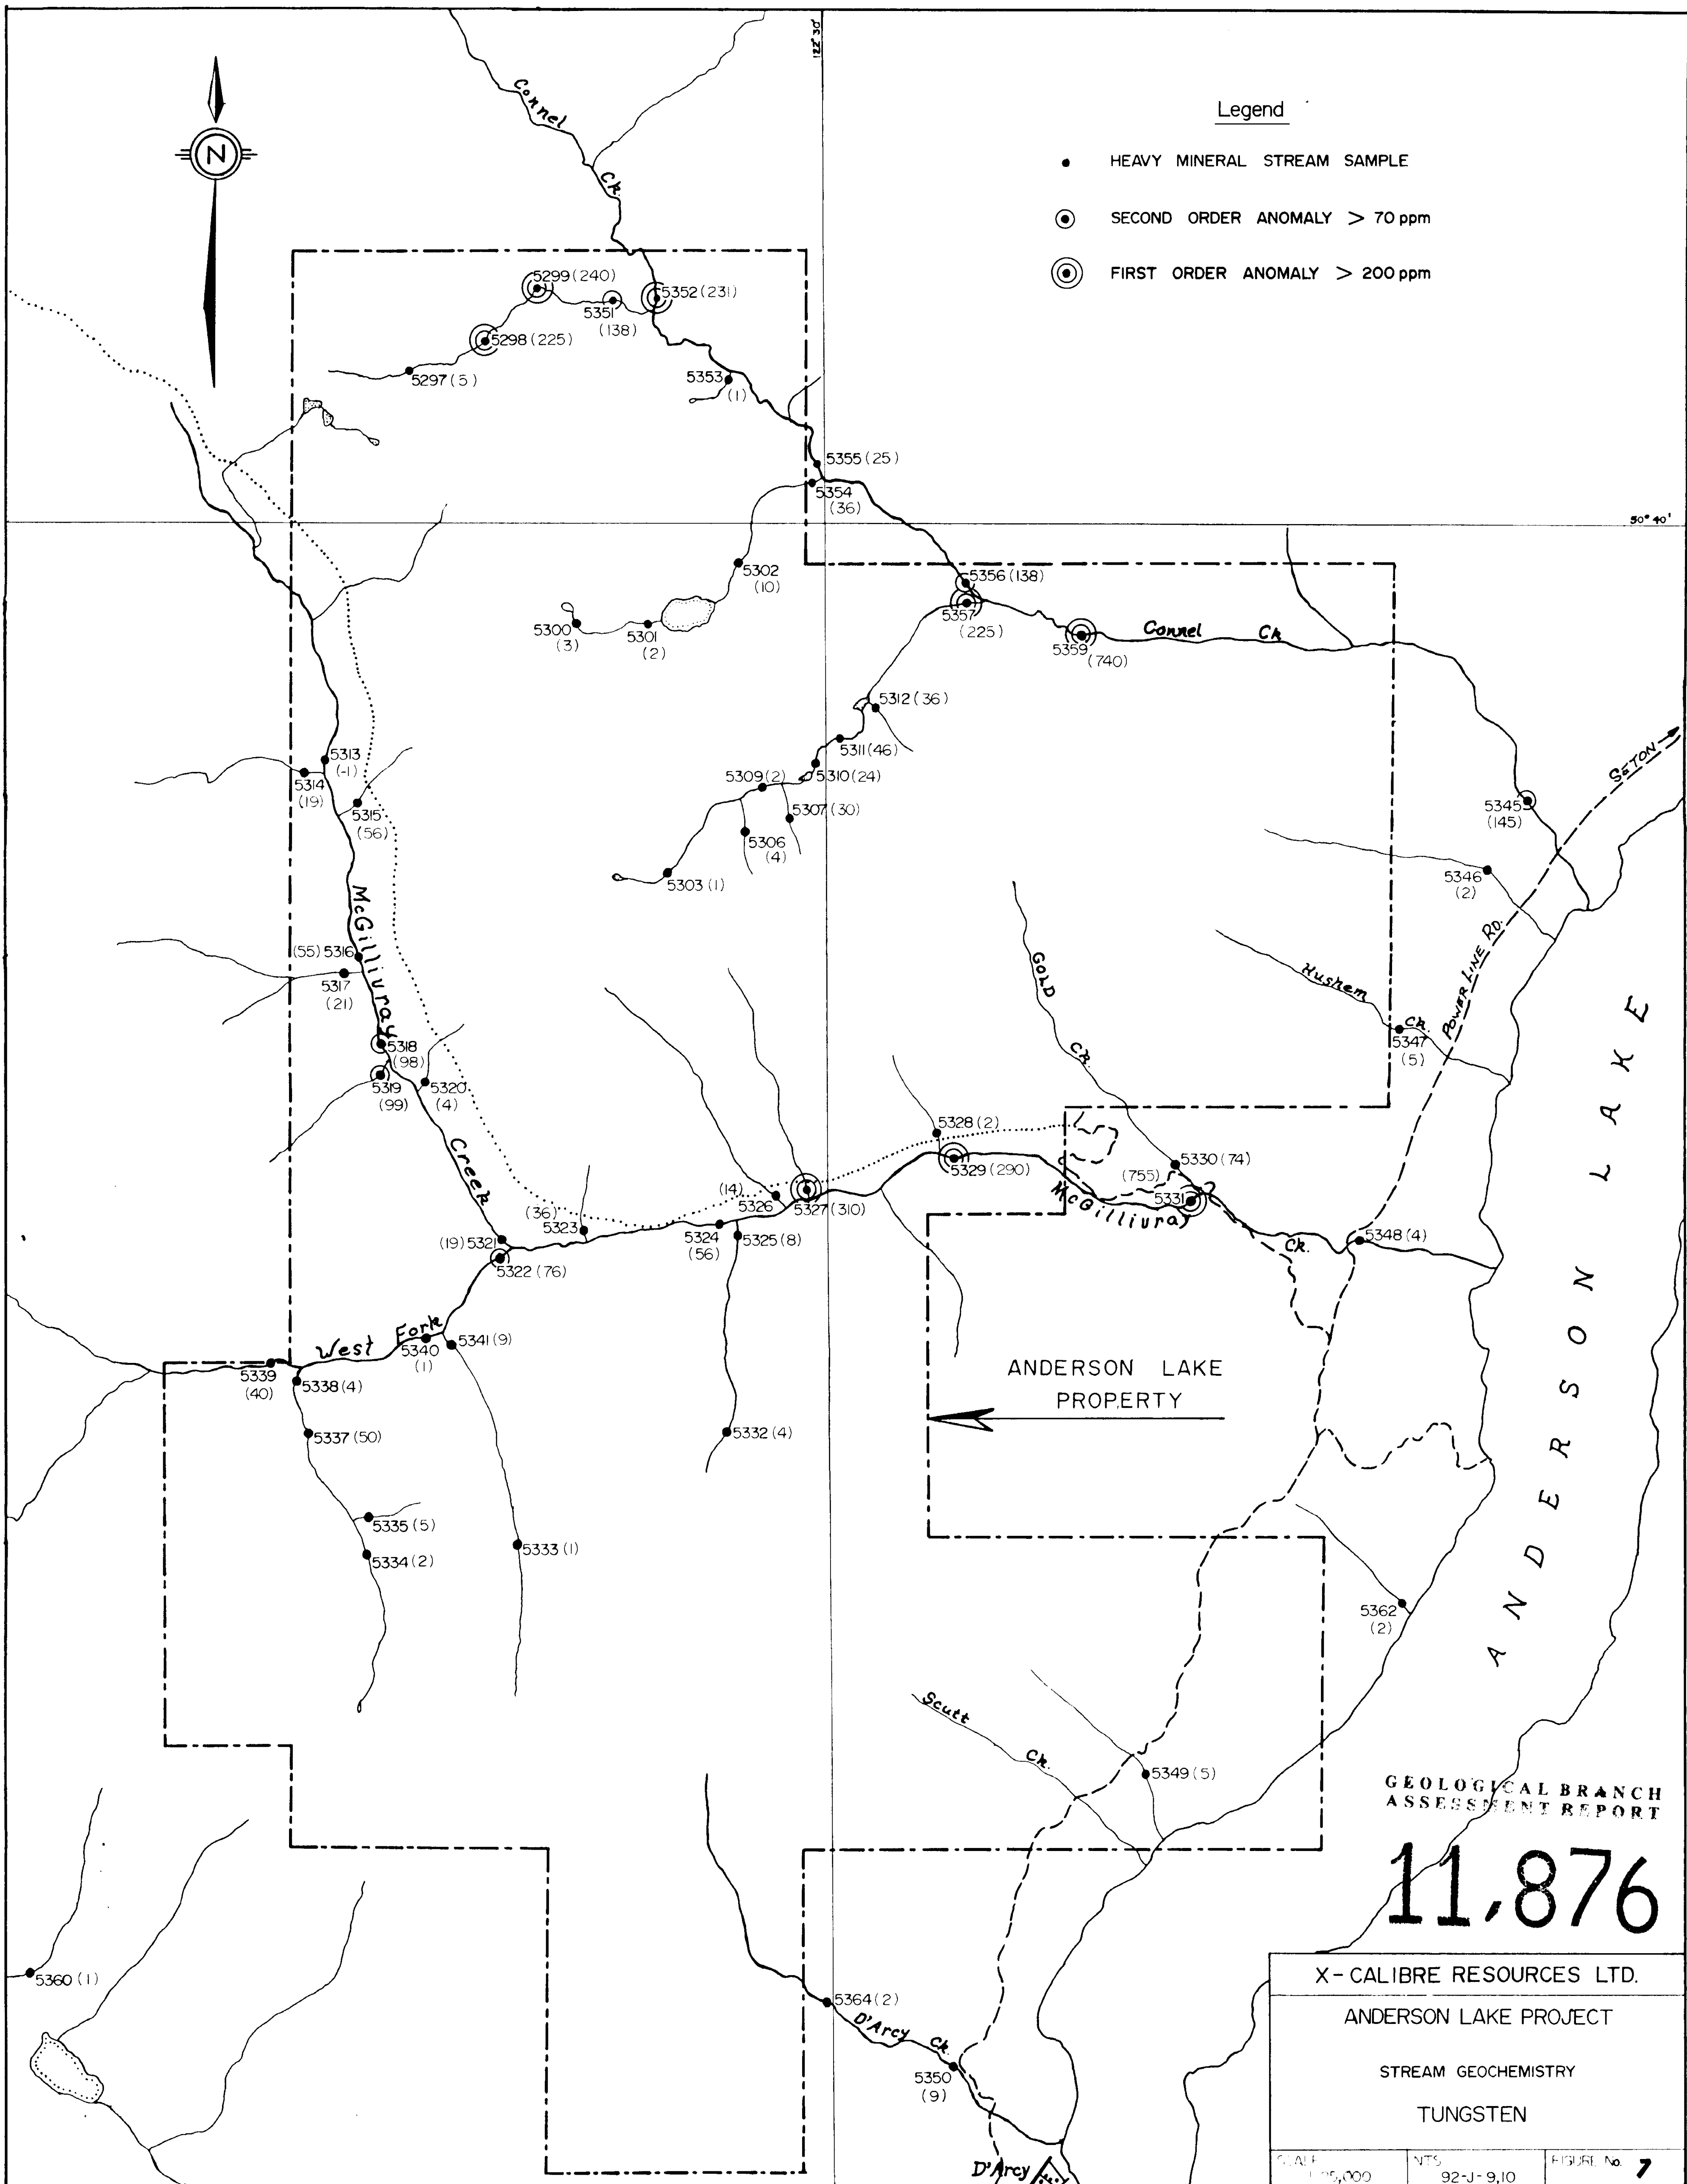 122° 30'
Connel
Ck.
N
Legend
HEAVY MINERAL STREAM SAMPLE
SECOND ORDER ANOMALY > 70 ppm
FIRST ORDER ANOMALY > 200 ppm
5299 (240)
5352 (231)
5351
(138)
5298 (225)
5297 (5)
5353
(1)
5355 (25)
5354
(36)
50° 40'
5302
(10)
5300
(3)
5301
(2)
5356 (138)
5357
(225)
5359
(740)
Connel Ck
5312 (36)
5311 (46)
5310 (24)
5309 (2)
5307 (30)
5306
(4)
5303 (1)
5313
(-1)
5314
(19)
5315
(56)
SETON
5345
(145)
5346
(2)
McGillivray
(55) 5316
5317
(21)
GOLD
CK.
Hushem
Ck.
5347
(5)
POWER LINE RD.
5318
(98)
5319
(99)
5320
(4)
Creek
5328 (2)
5329 (290)
5330 (74)
(755)
5331
McGillivray
Ck.
5348 (4)
(14)
5326
5327 (310)
(36)
5323
5324
(56)
5325 (8)
(19) 5321
5322 (76)
West Fork
5340
(1)
5341 (9)
5339
(40)
5338 (4)
5337 (50)
5332 (4)
ANDERSON LAKE
PROPERTY
5335 (5)
5334 (2)
5333 (1)
5362
(2)
ANDERSON LAKE
Scutt
Ck.
5349 (5)
GEOLOGICAL BRANCH
ASSESSMENT REPORT
11,876
5360 (1)
5364 (2)
D'Arcy Ck.
5350
(9)
D'Arcy
X-CALIBRE RESOURCES LTD.
ANDERSON LAKE PROJECT
STREAM GEOCHEMISTRY
TUNGSTEN
SCALE
NTS
92-J-9,10
FIGURE No. 7